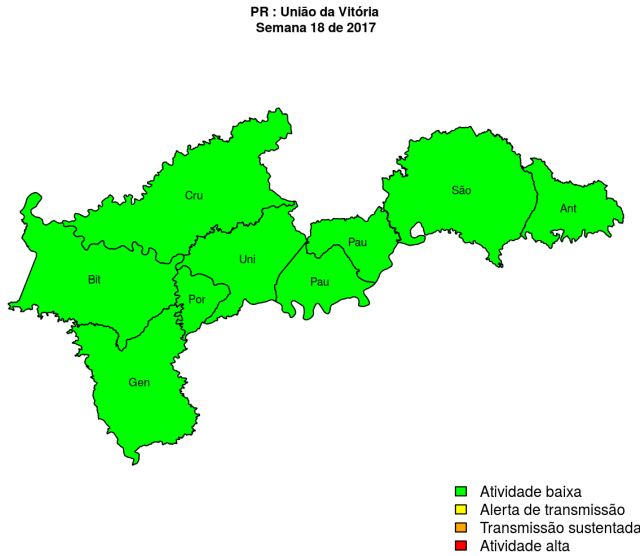 PR : União da Vitória
Semana 18 de 2017
Cru
São
Ant
Pau
Uni
Bit
Pau
Por
Gen
Atividade baixa
Alerta de transmissão
Transmissão sustentada
Atividade alta